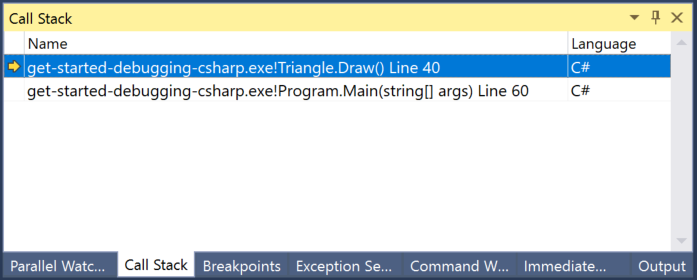 Call Stack
Name Language
get-started-debugging-csharp.exe!Triangle.Draw() Line 40 C#
get-started-debugging-csharp.exe!Program.Main(string[] args) Line 60 C#
Parallel Watc... Call Stack Breakpoints Exception Se... Command W... Immediate... Output